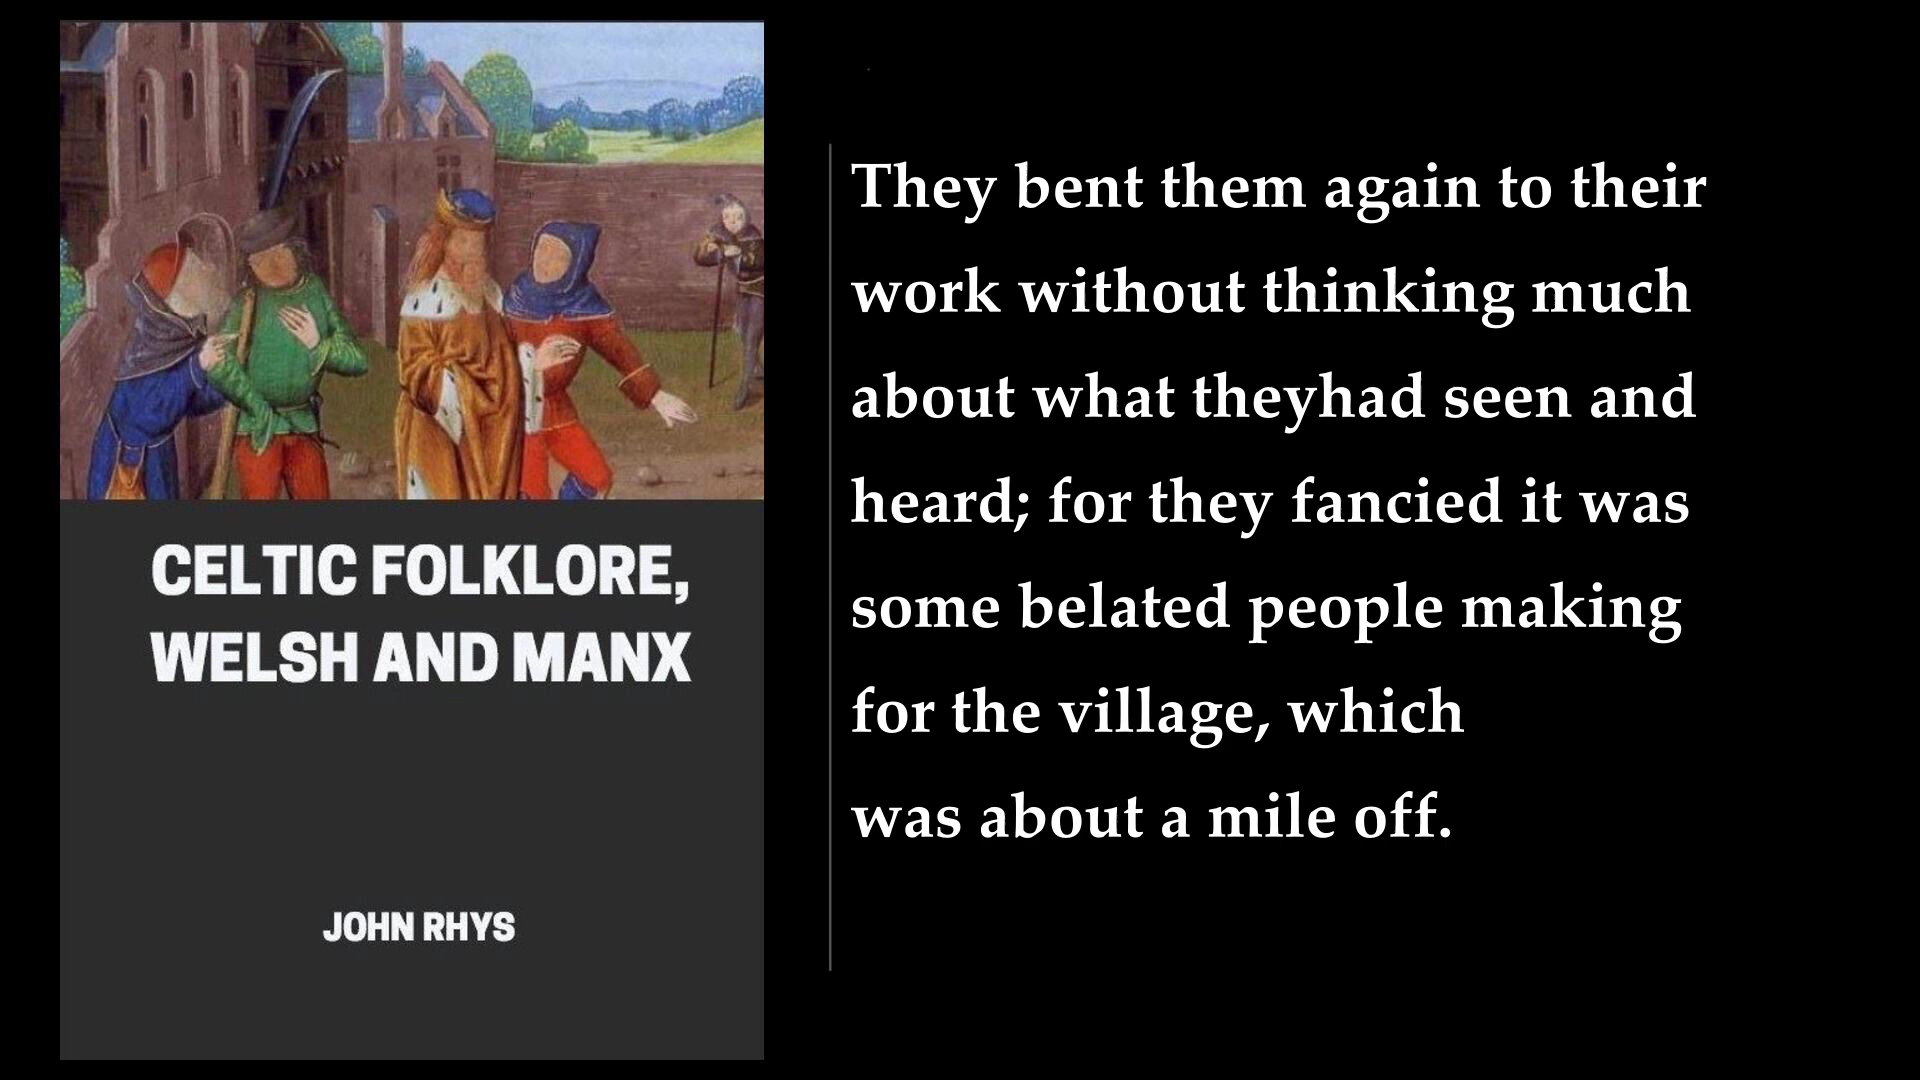 CELTIC FOLKLORE,
WELSH AND MANX
JOHN RHYS
They bent them again to their
work without thinking much
about what theyhad seen and
heard; for they fancied it was
some belated people making
for the village, which
was about a mile off.